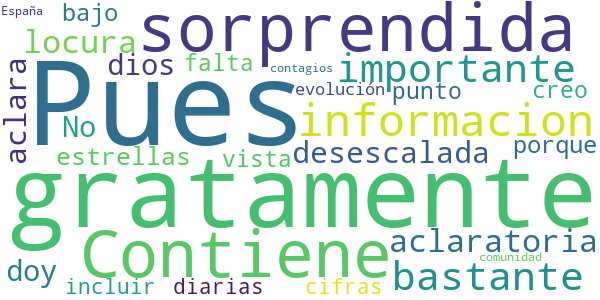 España
bajo
sorprendida
locura
dios
falta
importante
contagios
aclara
Pues
evolución
punto
creo
No
informacion
estrellas
vista
desescalada
porque
gratamente
Contiene
aclaratoria
comunidad
doy
bastante
incluir
diarias
cifras